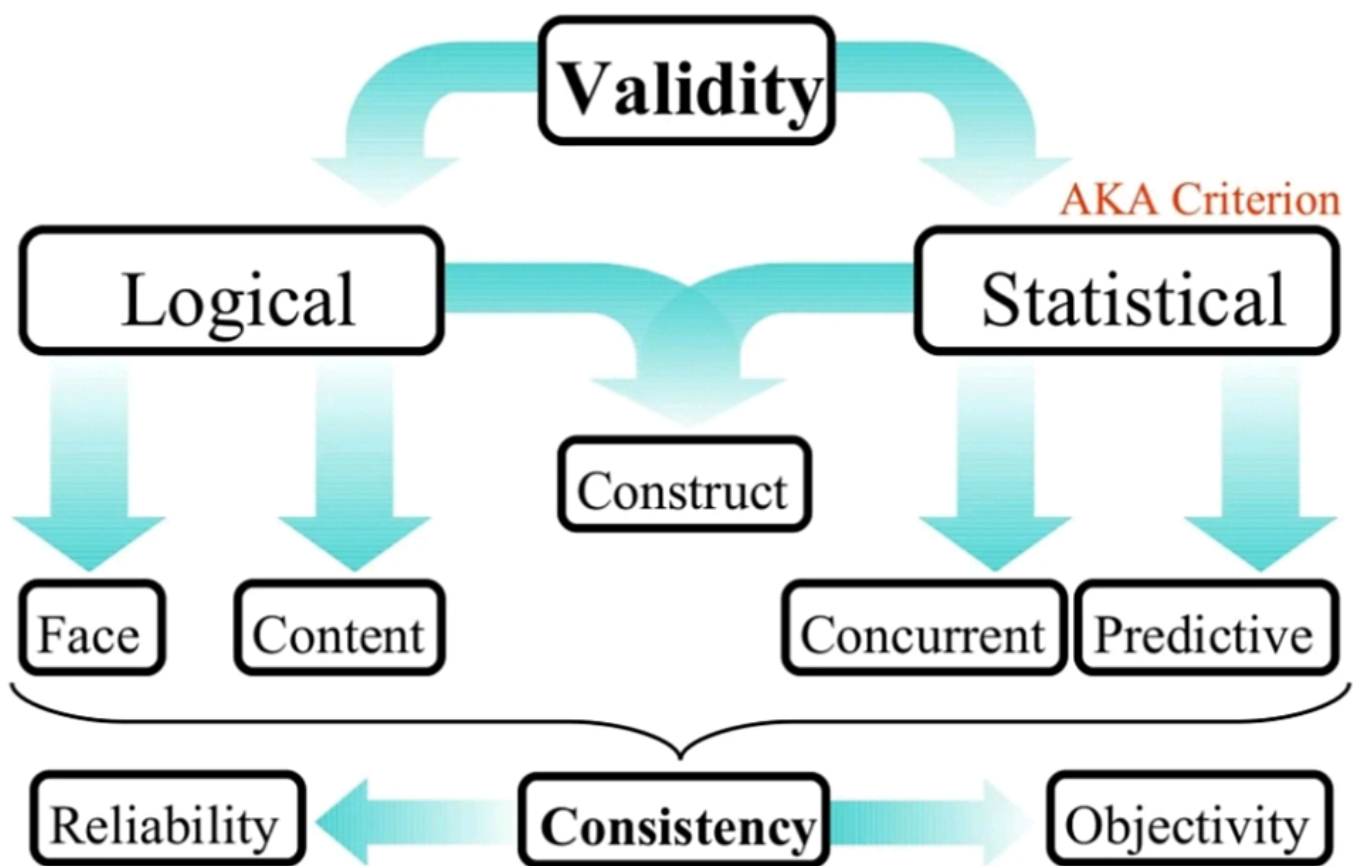 Validity
AKA Criterion
Logical
Statistical
Construct
Face
Content
Concurrent
Predictive
Reliability
Consistency
Objectivity